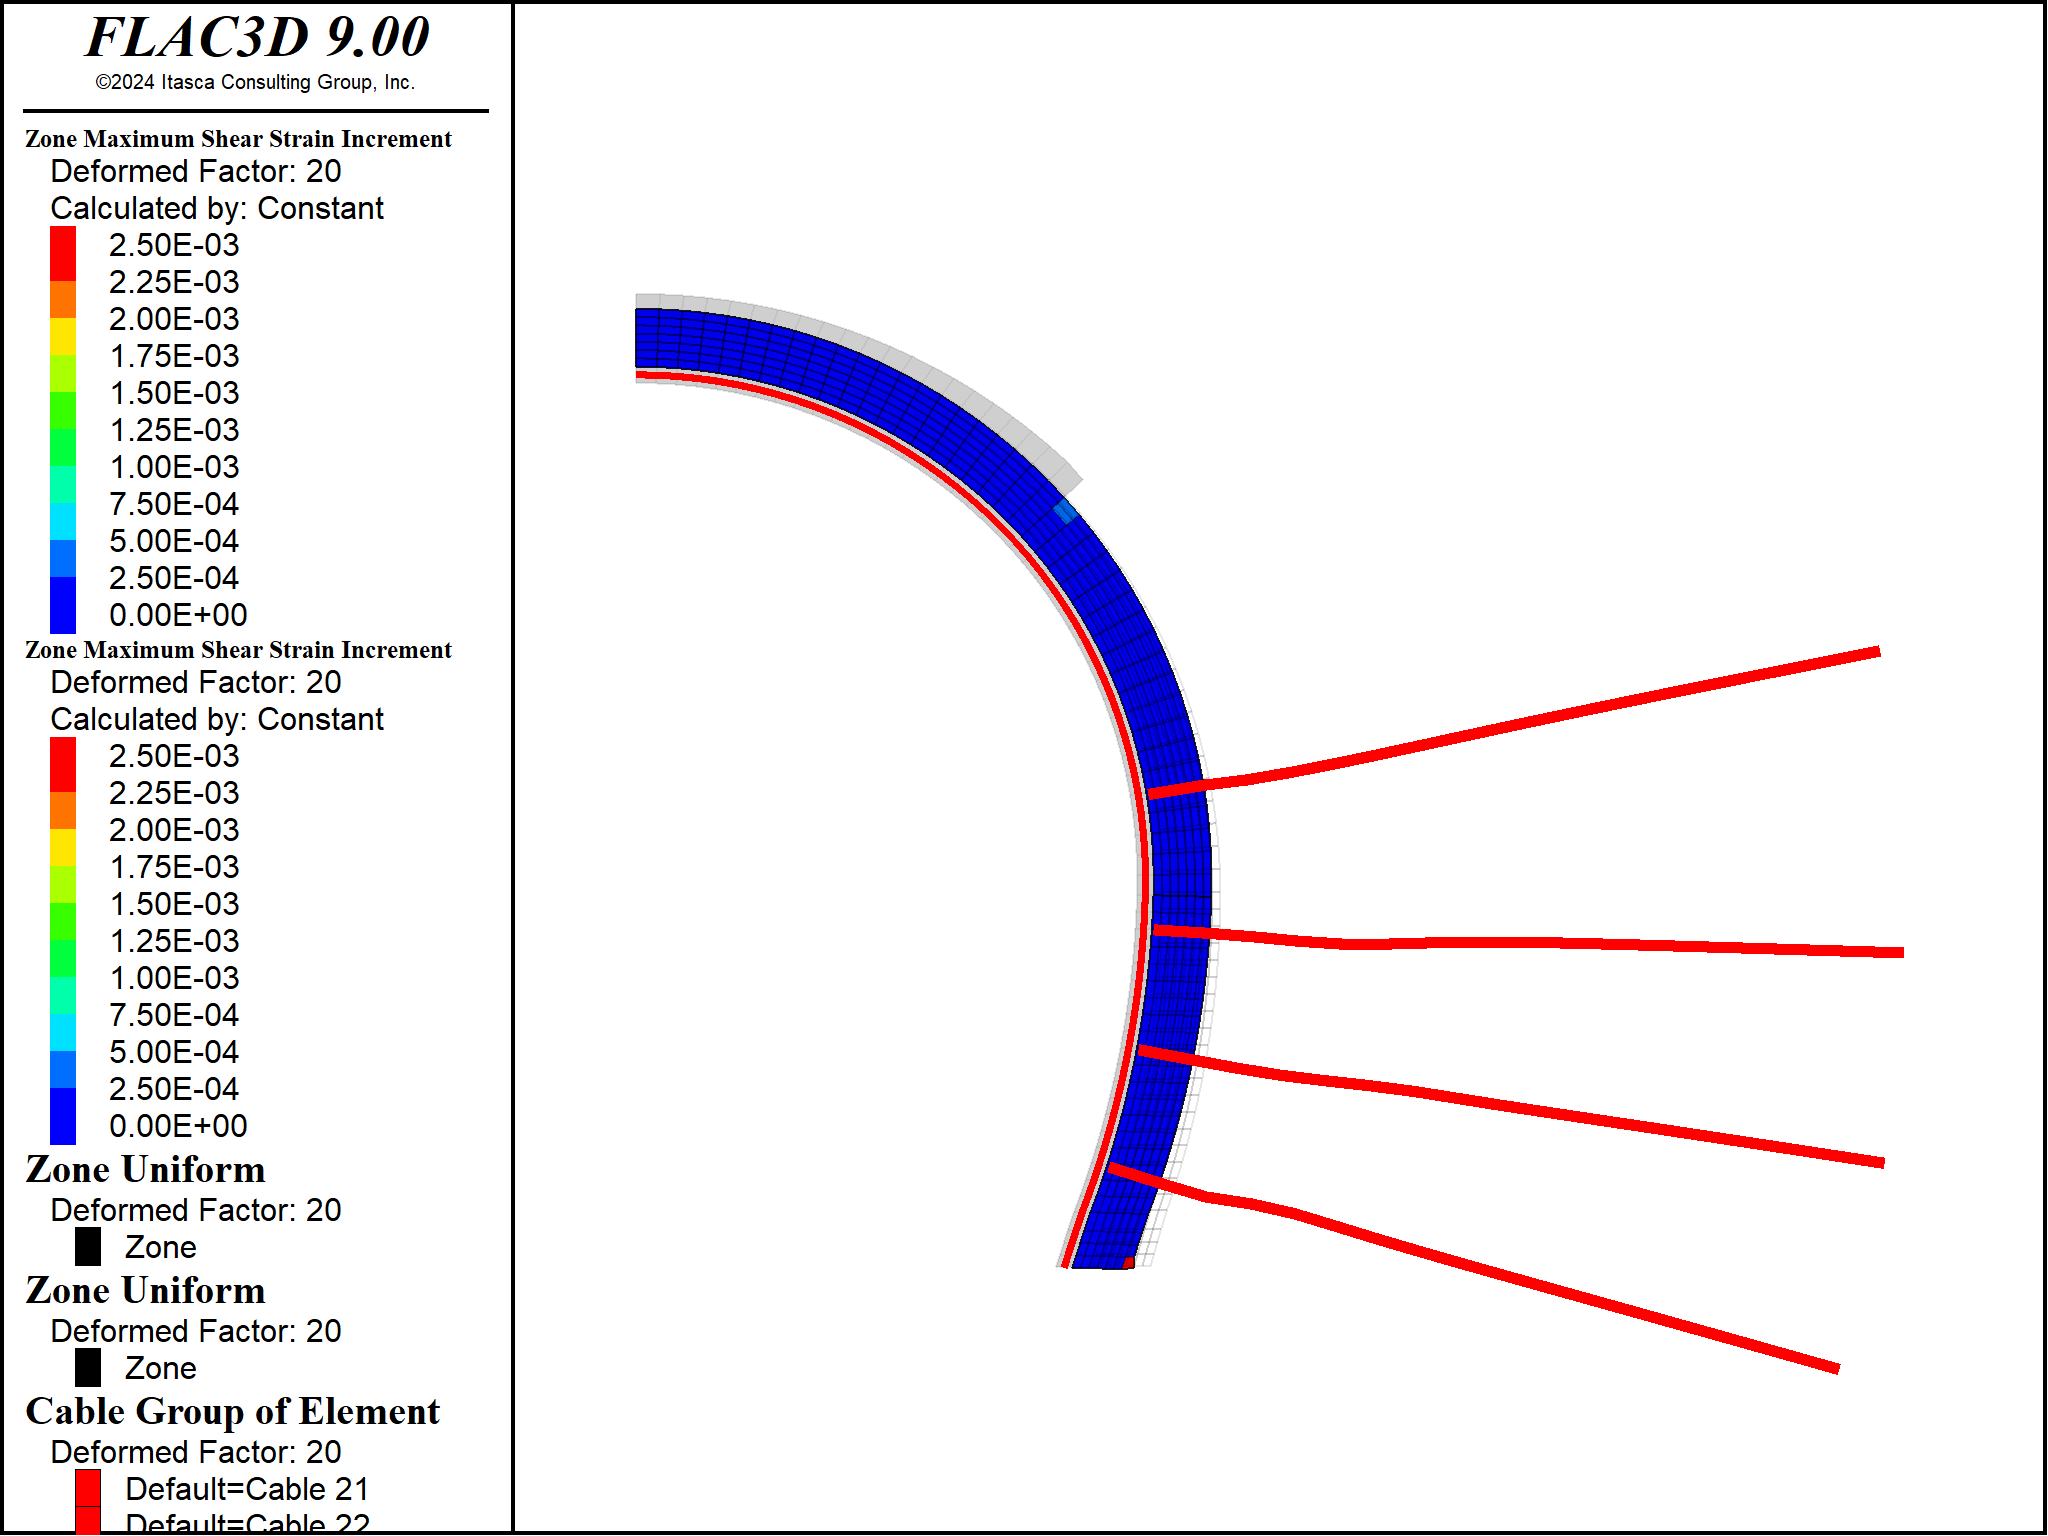 FLAC3D 9.00
©2024 Itasca Consulting Group, Inc.
Zone Maximum Shear Strain Increment
Deformed Factor: 20
Calculated by: Constant
2.50E-03
2.25E-03
2.00E-03
1.75E-03
1.50E-03
1.25E-03
1.00E-03
7.50E-04
5.00E-04
2.50E-04
0.00E+00
Zone Maximum Shear Strain Increment
Deformed Factor: 20
Calculated by: Constant
2.50E-03
2.25E-03
2.00E-03
1.75E-03
1.50E-03
1.25E-03
1.00E-03
7.50E-04
5.00E-04
2.50E-04
0.00E+00
Zone Uniform
Deformed Factor: 20
Zone
Zone Uniform
Deformed Factor: 20
Zone
Cable Group of Element
Deformed Factor: 20
Default=Cable 21
Default=Cable 22